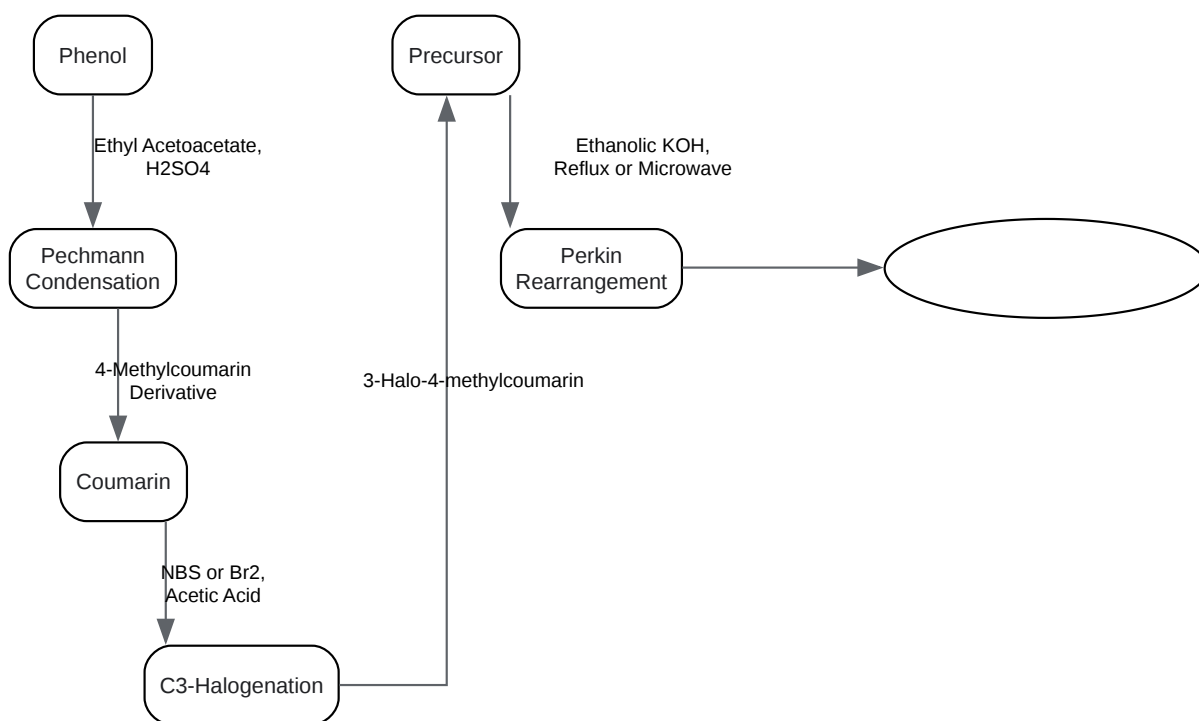 Phenol
Ethyl Acetoacetate,
H2SO4
Pechmann
Condensation
4-Methylcoumarin
Derivative
Coumarin
NBS or Br2,
Acetic Acid
C3-Halogenation
3-Halo-4-methylcoumarin
Precursor
Ethanolic KOH,
Reflux or Microwave
Perkin
Rearrangement